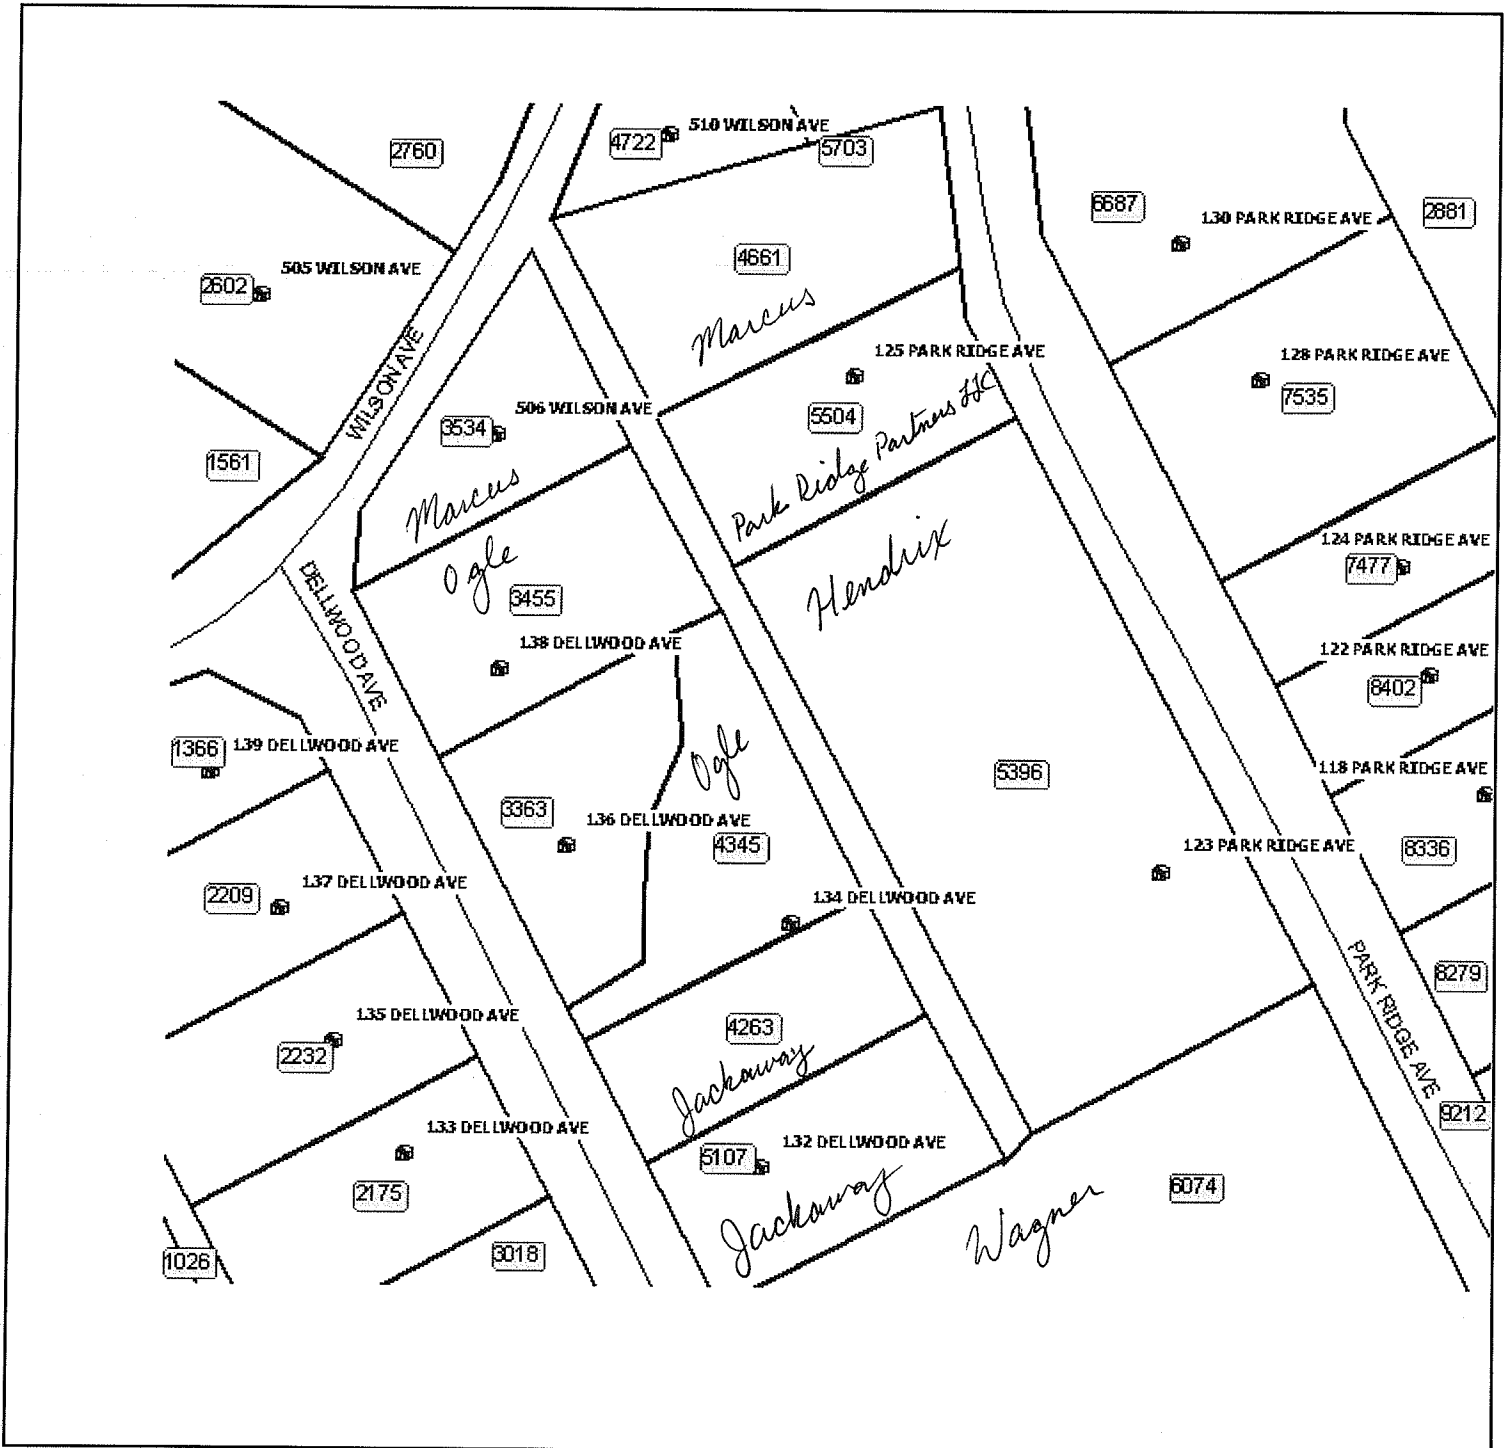 510 WILSON AVE
4722
5703
2760
6687
130 PARK RIDGE AVE
2881
4661
505 WILSON AVE
2602
Marcus
WILSON AVE
125 PARK RIDGE AVE
128 PARK RIDGE AVE
7535
506 WILSON AVE
3534
5504
Park Ridge Partners LLC
1561
Marcus
Ogle
Hendrix
124 PARK RIDGE AVE
7477
3455
DELLWOOD AVE
138 DELLWOOD AVE
122 PARK RIDGE AVE
8402
1366
139 DELLWOOD AVE
Ogle
5396
118 PARK RIDGE AVE
3363
136 DELLWOOD AVE
4345
123 PARK RIDGE AVE
8336
137 DELLWOOD AVE
2209
134 DELLWOOD AVE
8279
PARK RIDGE AVE
135 DELLWOOD AVE
2232
4263
Jackaway
9212
133 DELLWOOD AVE
132 DELLWOOD AVE
5107
2175
6074
Jackaway
Wagner
1026
3018